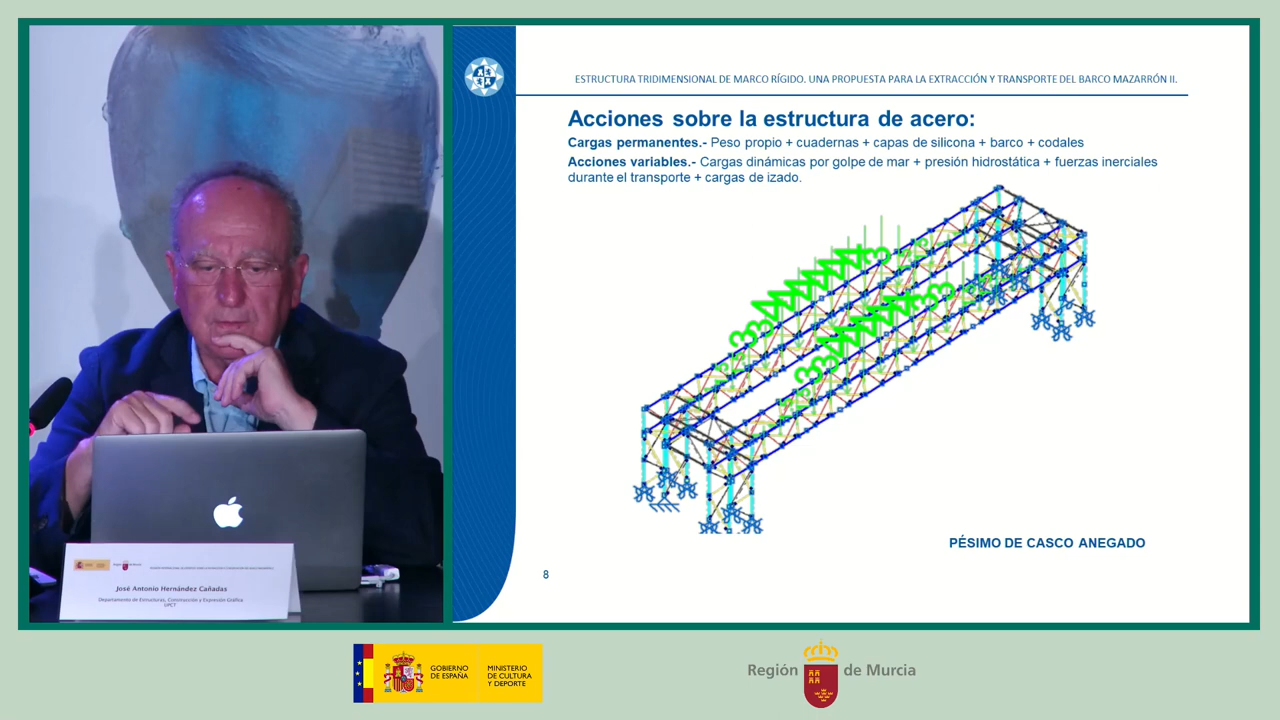 ESTRUCTURA TRIDIMENSIONAL DE MARCO RÍGIDO. UNA PROPUESTA PARA LA EXTRACCIÓN Y TRANSPORTE DEL BARCO MAZARRÓN II.
Acciones sobre la estructura de acero:
Cargas permanentes.- Peso propio + cuadernas + capas de silicona + barco + codales
Acciones variables.- Cargas dinámicas por golpe de mar + presión hidrostática + fuerzas inerciales
durante el transporte + cargas de izado.
PÉSIMO DE CASCO ANEGADO
8
José Antonio Hernández Cañadas
Departamento de Estructuras, Construcción y Expresión Gráfica
UPCT
GOBIERNO
DE ESPAÑA
MINISTERIO
DE CULTURA
Y DEPORTE
Región de Murcia